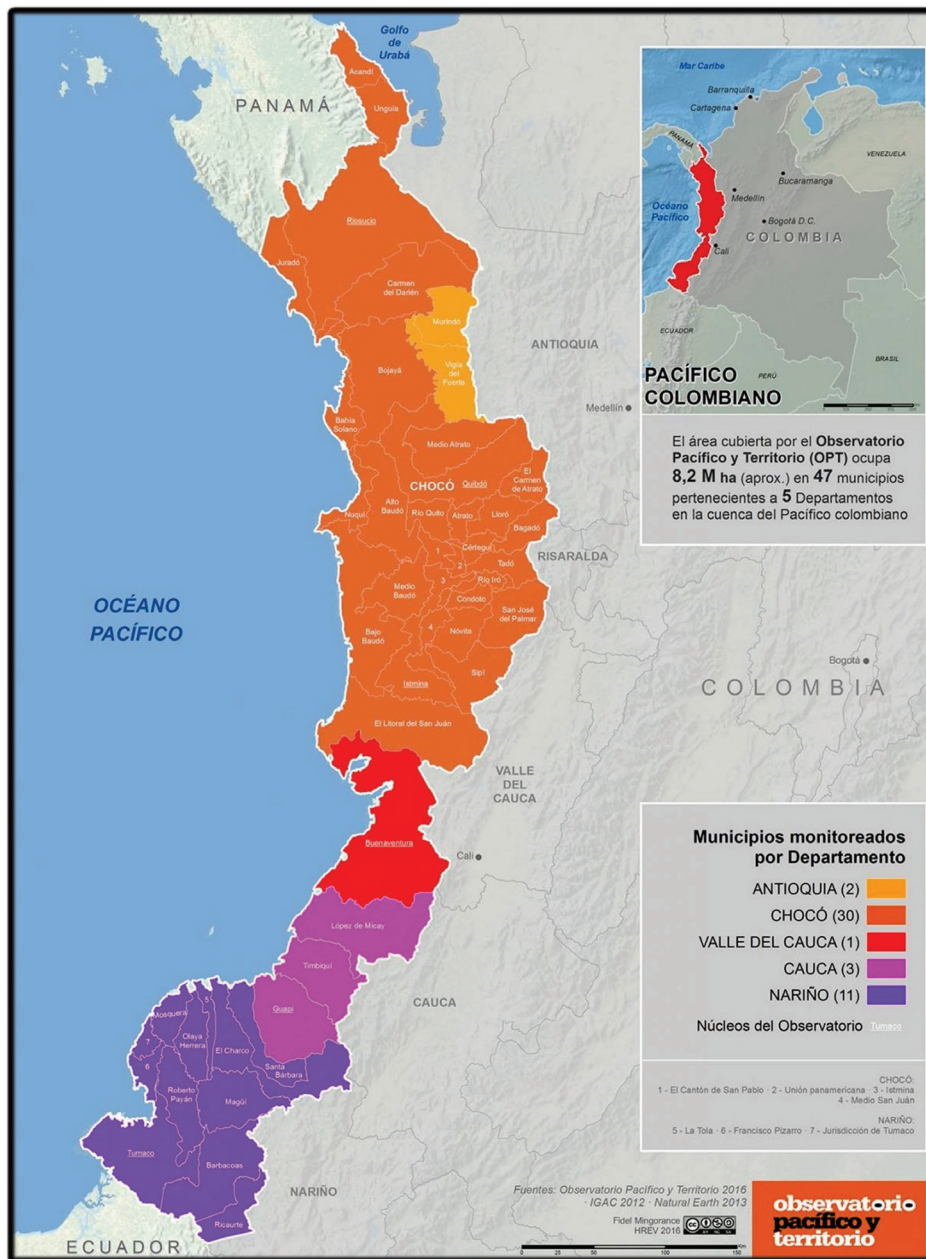 Golfo
de
Urabá
Acandí
PANAMÁ
Unguía
Riosucio
Juradó
Carmen
del Darién
Murindó
Vigía
del
Fuerte
ANTIOQUIA
Bojayá
Medellín
Bahía
Solano
Medio Atrato
CHOCÓ
Quibdó
El
Carmen
de Atrato
Alto
Baudó
Río Quito
Atrato
Lloró
Nuquí
Bagadó
RISARALDA
1
Cértegui
2
Tadó
3
Río Iró
Medio
Baudó
Condoto
San José
del Palmar
OCÉANO
PACÍFICO
Bajo
Baudó
4
Nóvita
Sipí
Istmina
Bogotá
COLOMBIA
El Litoral del San Juán
VALLE
DEL
CAUCA
Buenaventura
Cali
López de Micay
Timbiquí
CAUCA
Guapi
Mosquera
5
7
Olaya
Herrera
El Charco
6
Santa
Bárbara
Roberto
Payán
Magüí
Tumaco
Barbacoas
NARIÑO
Ricaurte
ECUADOR
Mar Caribe
Barranquilla
Cartagena
PANAMÁ
VENEZUELA
Bucaramanga
Medellín
Océano
Pacífico
Bogotá D.C.
COLOMBIA
Cali
ECUADOR
BRASIL
PERÚ
PACÍFICO
COLOMBIANO
El área cubierta por el Observatorio
Pacífico y Territorio (OPT) ocupa
8,2 M ha (aprox.) en 47 municipios
pertenecientes a 5 Departamentos
en la cuenca del Pacífico colombiano
Municipios monitoreados
por Departamento
ANTIOQUIA (2)
CHOCÓ (30)
VALLE DEL CAUCA (1)
CAUCA (3)
NARIÑO (11)
Núcleos del Observatorio Tumaco
CHOCÓ:
1 - El Cantón de San Pablo · 2 - Unión panamericana · 3 - Istmina
4 - Medio San Juán
NARIÑO:
5 - La Tola · 6 - Francisco Pizarro · 7 - Jurisdicción de Tumaco
Fuentes: Observatorio Pacífico y Territorio 2016
· IGAC 2012 · Natural Earth 2013
Fidel Mingorance
HREV 2016
0 50 100 150
observatorio
pacífico y
territorio